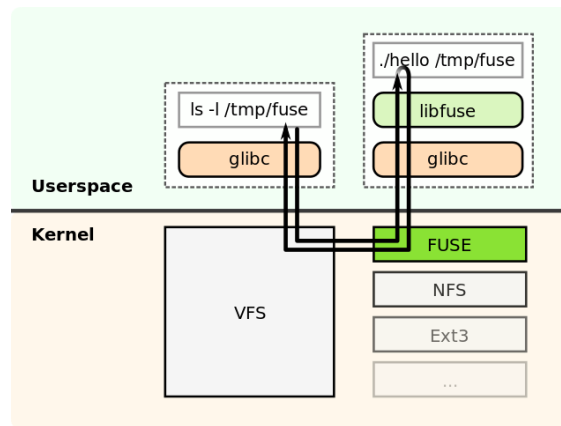 ./hello /tmp/fuse
ls -l /tmp/fuse
libfuse
glibc
glibc
Userspace
Kernel
FUSE
VFS
NFS
Ext3
...